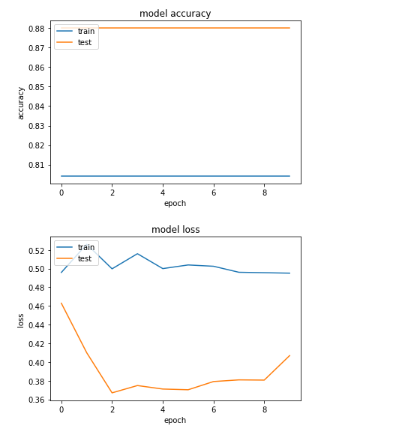 model accuracy
0.88
0.87
0.86
0.85
0.84
0.83
0.82
0.81
accuracy
train
test
0 2 4 6 8
epoch
model loss
0.52
0.50
0.48
0.46
0.44
0.42
0.40
0.38
0.36
loss
train
test
0 2 4 6 8
epoch